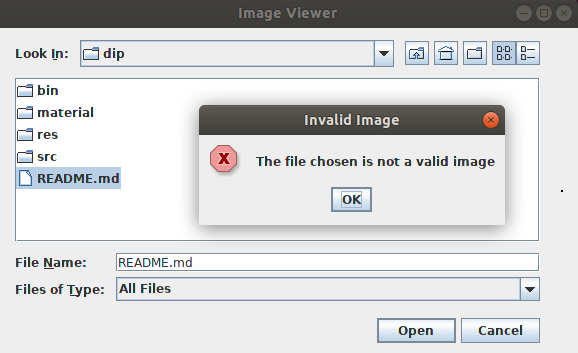 Image Viewer
Look In: dip
bin
material
res
src
README.md
Invalid Image
The file chosen is not a valid image
OK
File Name: README.md
Files of Type: All Files
Open Cancel